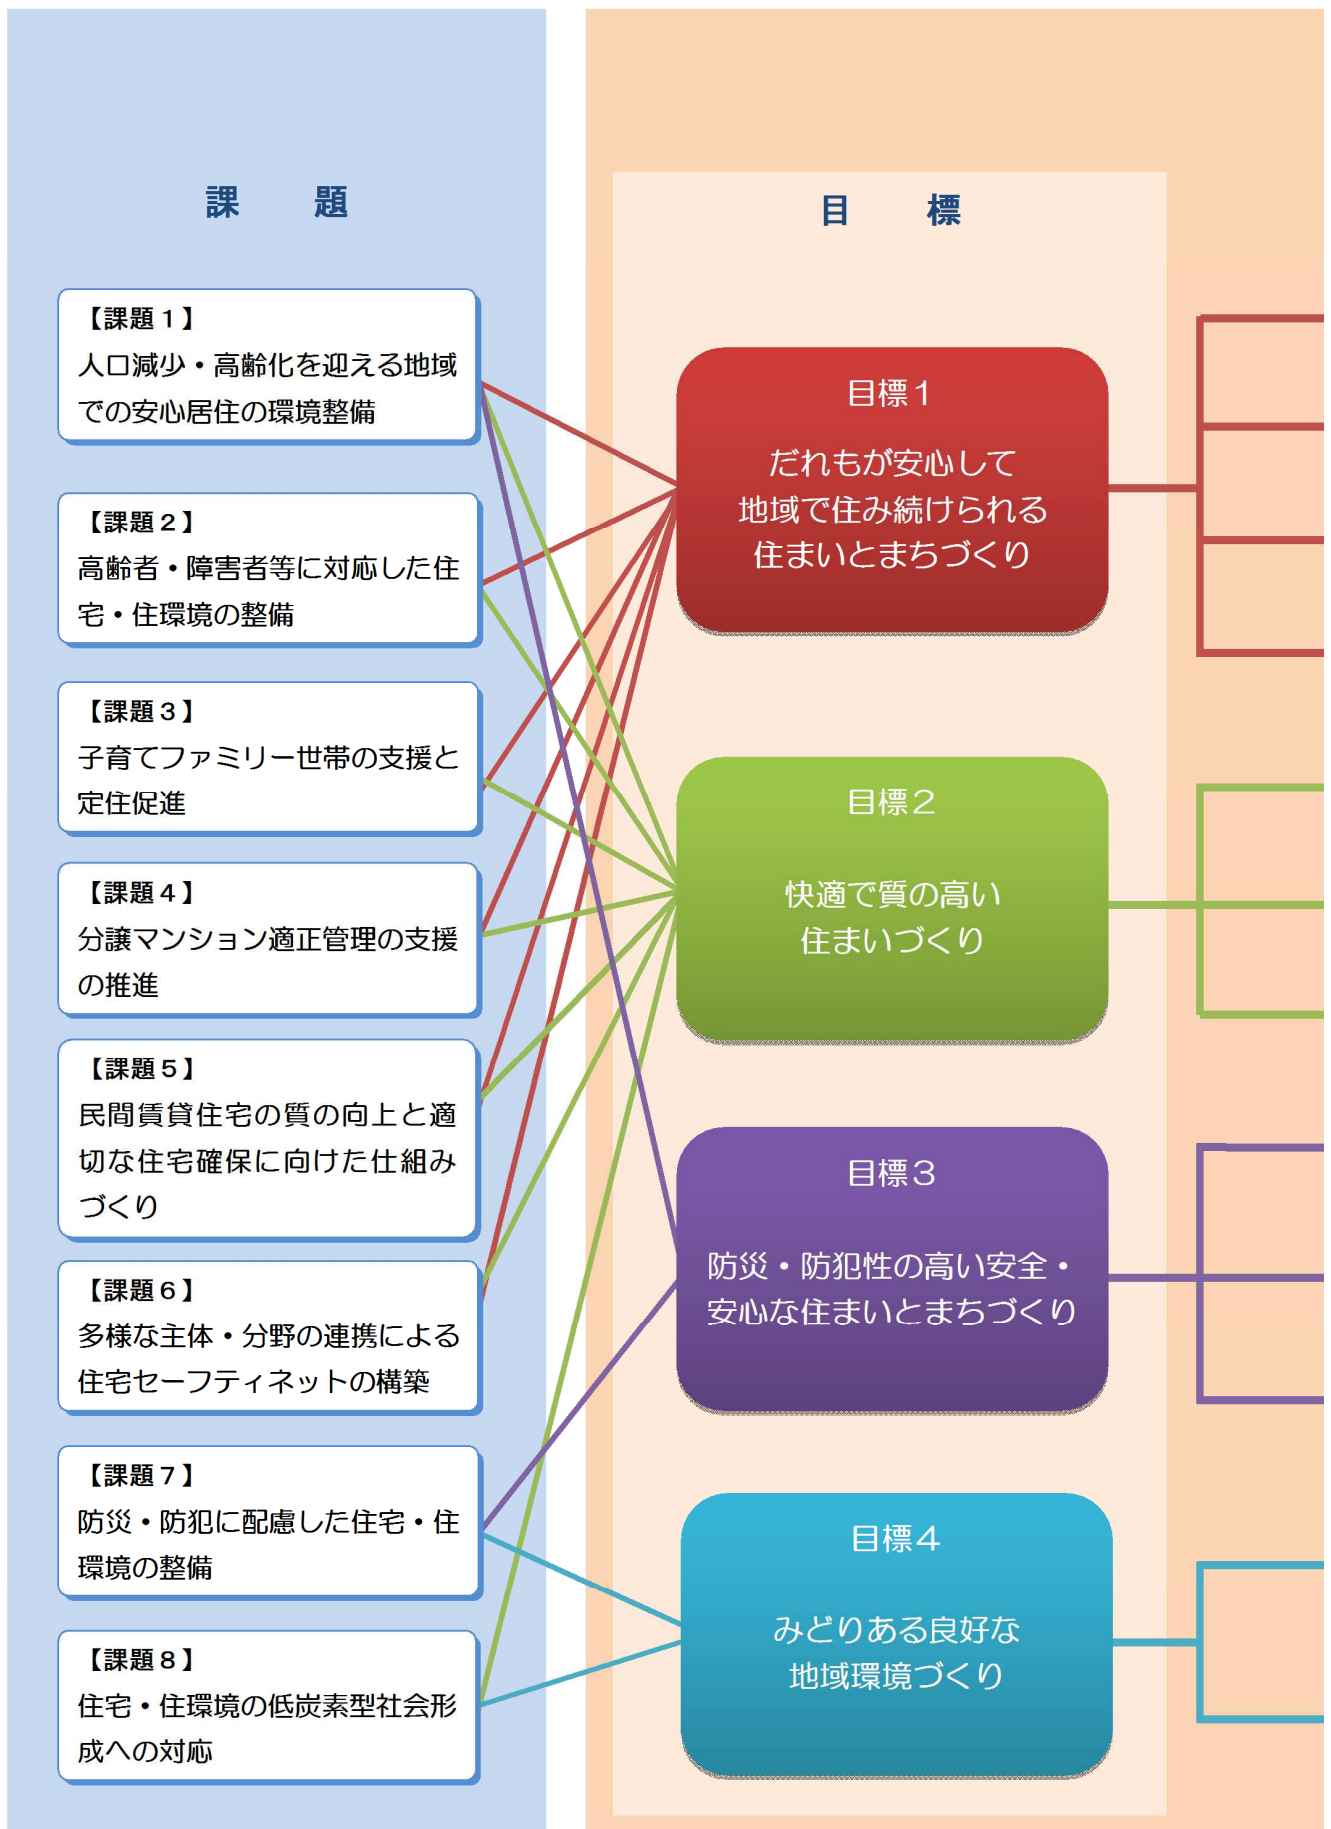 課　題
【課題１】
人口減少・高齢化を迎える地域
での安心居住の環境整備
【課題２】
高齢者・障害者等に対応した住
宅・住環境の整備
【課題３】
子育てファミリー世帯の支援と
定住促進
【課題４】
分譲マンション適正管理の支援
の推進
【課題５】
民間賃貸住宅の質の向上と適
切な住宅確保に向けた仕組み
づくり
【課題６】
多様な主体・分野の連携による
住宅セーフティネットの構築
【課題７】
防災・防犯に配慮した住宅・住
環境の整備
【課題８】
住宅・住環境の低炭素型社会形
成への対応
目　標
目標１
だれもが安心して
地域で住み続けられる
住まいとまちづくり
目標２
快適で質の高い
住まいづくり
目標３
防災・防犯性の高い安全・
安心な住まいとまちづくり
目標４
みどりある良好な
地域環境づくり